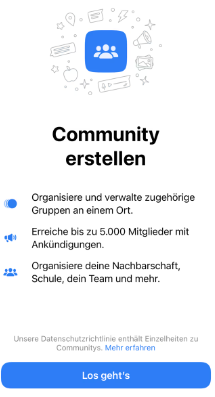 Community
erstellen
Organisiere und verwalte zugehörige
Gruppen an einem Ort.
Erreiche bis zu 5.000 Mitglieder mit
Ankündigungen.
Organisiere deine Nachbarschaft,
Schule, dein Team und mehr.
Unsere Datenschutzrichtlinie enthält Einzelheiten zu
Communitys. Mehr erfahren
Los geht's